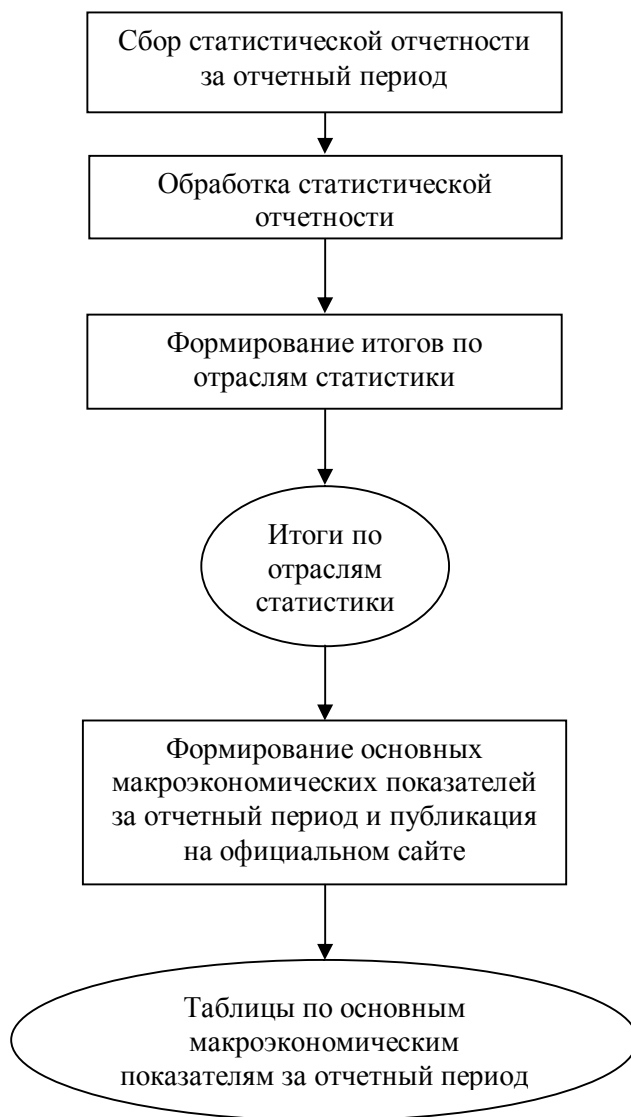 Сбор статистической отчетности
за отчетный период
Обработка статистической
отчетности
Формирование итогов по
отраслям статистики
Итоги по
отраслям
статистики
Формирование основных
макроэкономических показателей
за отчетный период и публикация
на официальном сайте
Таблицы по основным
макроэкономическим
показателям за отчетный период